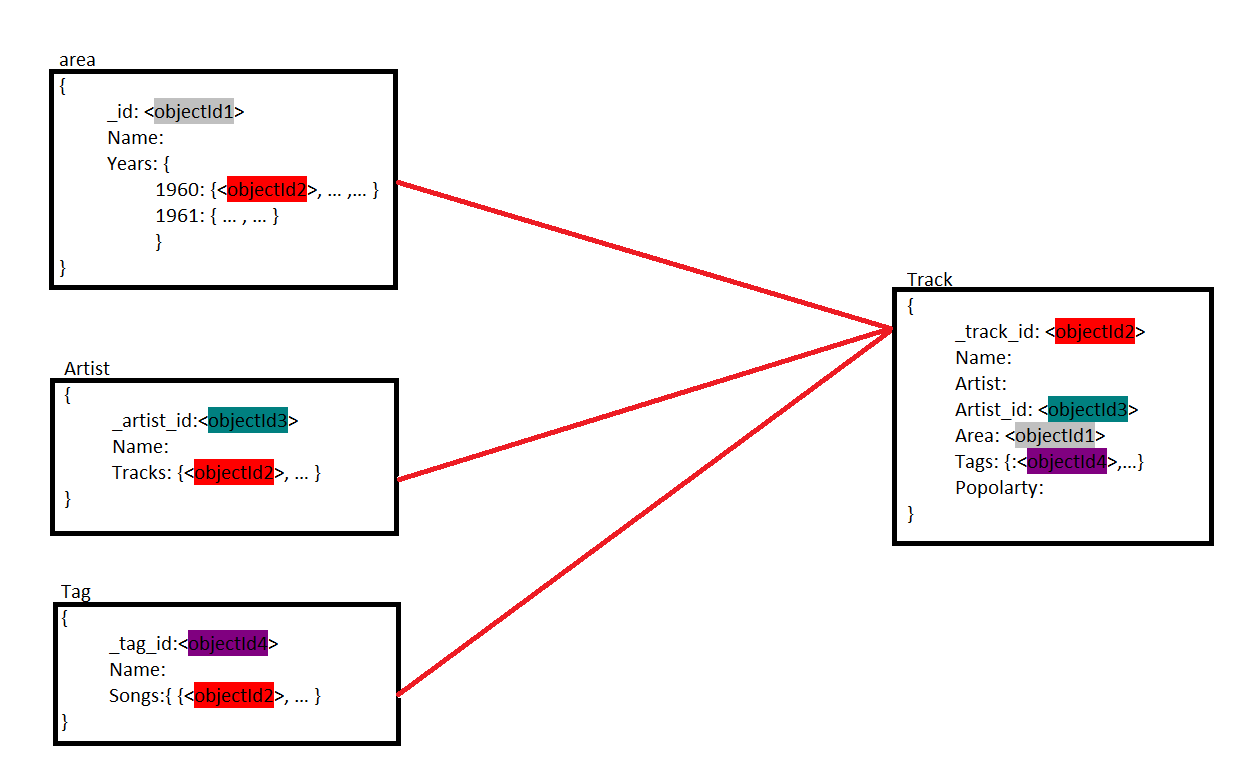 area
{
_id: <objectId1>
Name:
Years: {
1960: {<objectId2>, ... ,... }
1961: { ... , ... }
}
}
Artist
{
_artist_id:<objectId3>
Name:
Tracks: {<objectId2>, ... }
}
Tag
{
_tag_id:<objectId4>
Name:
Songs:{ {<objectId2>, ... }
}
Track
{
_track_id: <objectId2>
Name:
Artist:
Artist_id: <objectId3>
Area: <objectId1>
Tags: {:<objectId4>,...}
Popolarty:
}